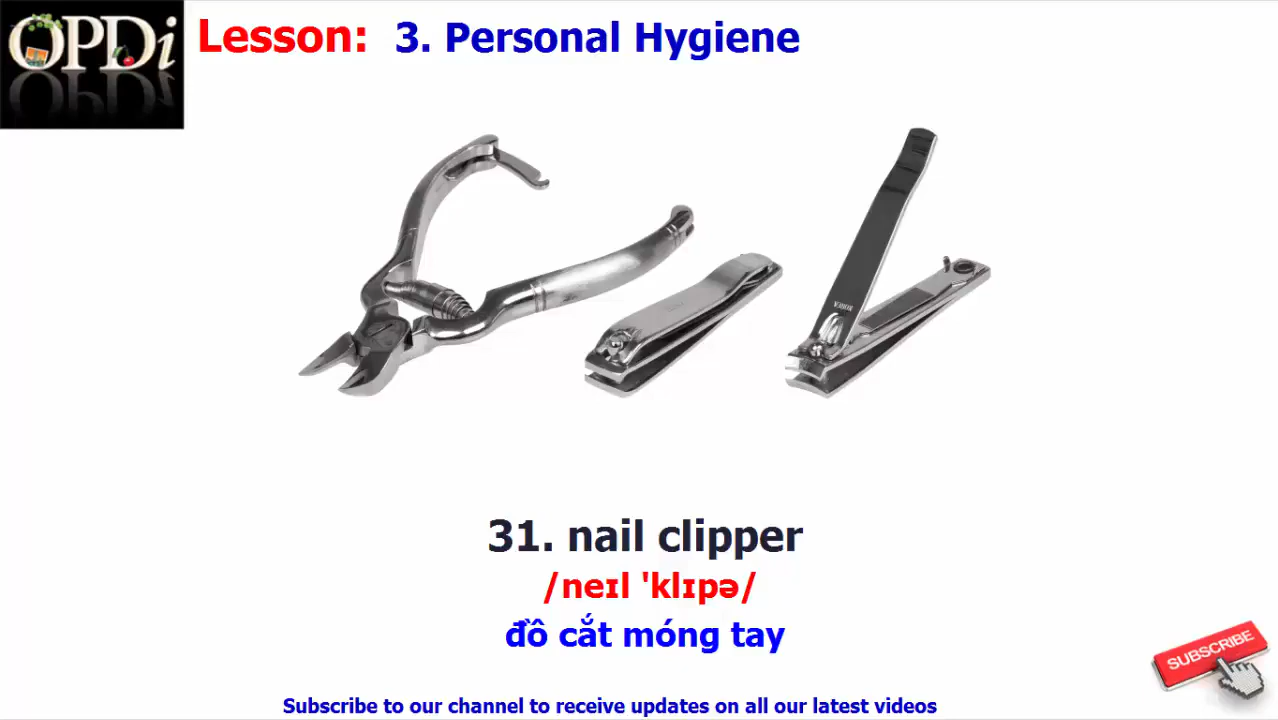 OPDi
Lesson: 3. Personal Hygiene
31. nail clipper
/neɪl 'klɪpə/
đồ cắt móng tay
SUBSCRIBE
Subscribe to our channel to receive updates on all our latest videos